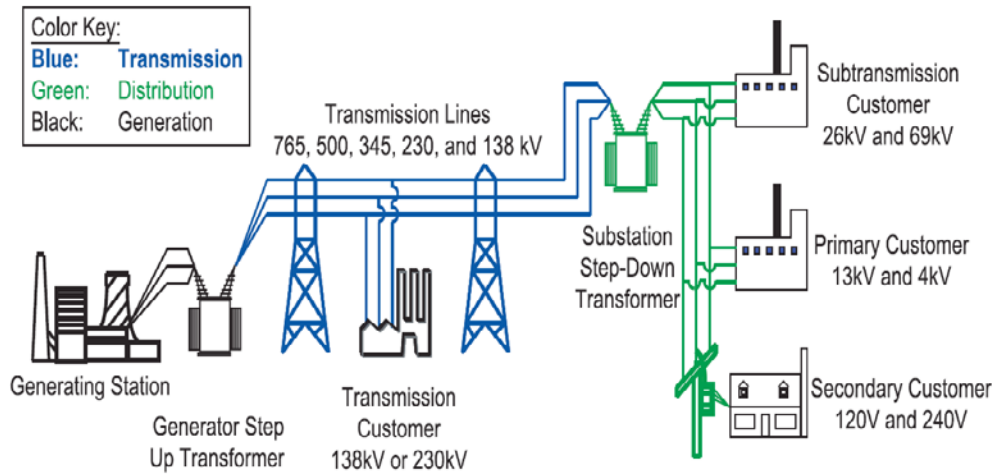 Color Key:
Blue: Transmission
Green: Distribution
Black: Generation
Transmission Lines
765, 500, 345, 230, and 138 kV
Subtransmission
Customer
26kV and 69kV
Substation
Step-Down
Transformer
Primary Customer
13kV and 4kV
Generating Station
Generator Step
Up Transformer
Transmission
Customer
138kV or 230kV
Secondary Customer
120V and 240V